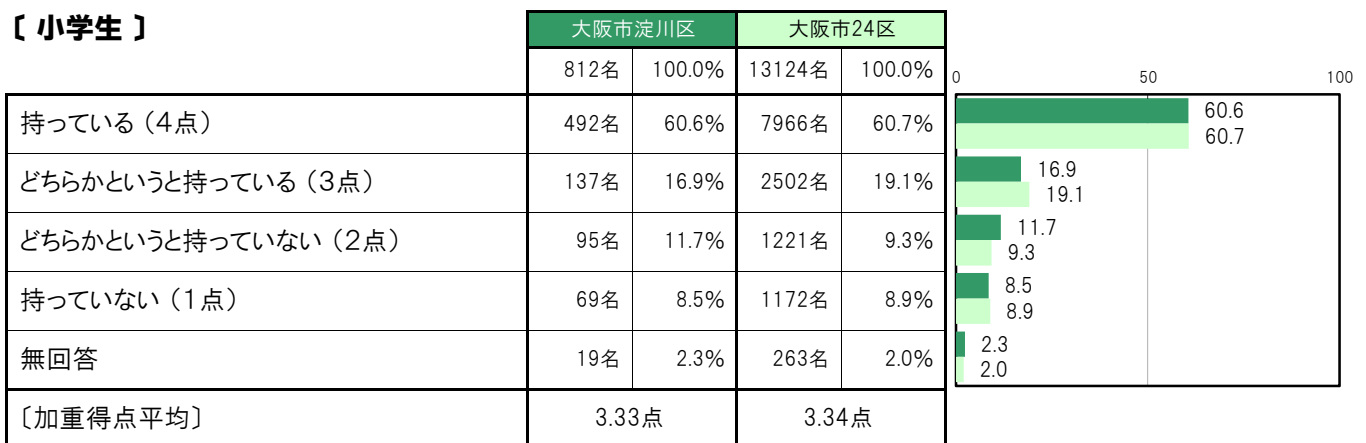 〔 小学生 〕
大阪市淀川区 大阪市24区
812名 100.0% 13124名 100.0%
0 50 100
持っている（4点） 492名 60.6% 7966名 60.7%
60.6
60.7
どちらかというと持っている（3点） 137名 16.9% 2502名 19.1%
16.9
19.1
どちらかというと持っていない（2点） 95名 11.7% 1221名 9.3%
11.7
9.3
持っていない（1点） 69名 8.5% 1172名 8.9%
8.5
8.9
無回答 19名 2.3% 263名 2.0%
2.3
2.0
〔加重得点平均〕 3.33点 3.34点